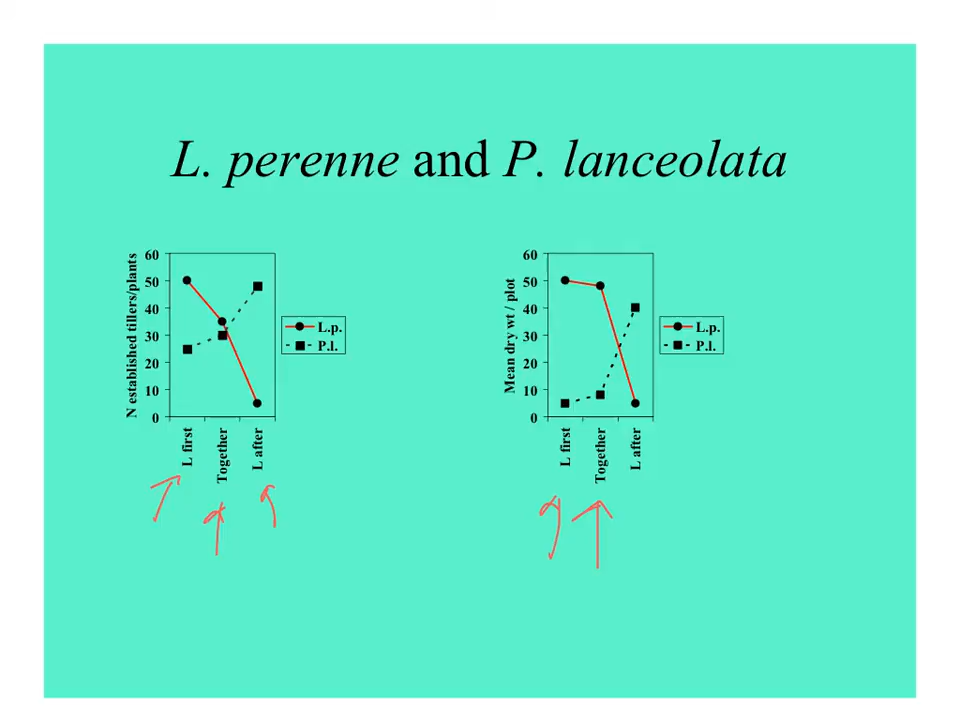 L. perenne and P. lanceolata
N established tillers/plants
60
50
40
30
20
10
0
L first
Together
L after
L.p.
P.l.
Mean dry wt / plot
60
50
40
30
20
10
0
L first
Together
L after
L.p.
P.l.